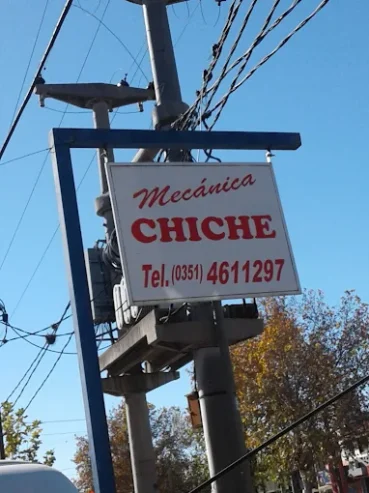 Mecánica
CHICHE
Tel. (0351) 4611297